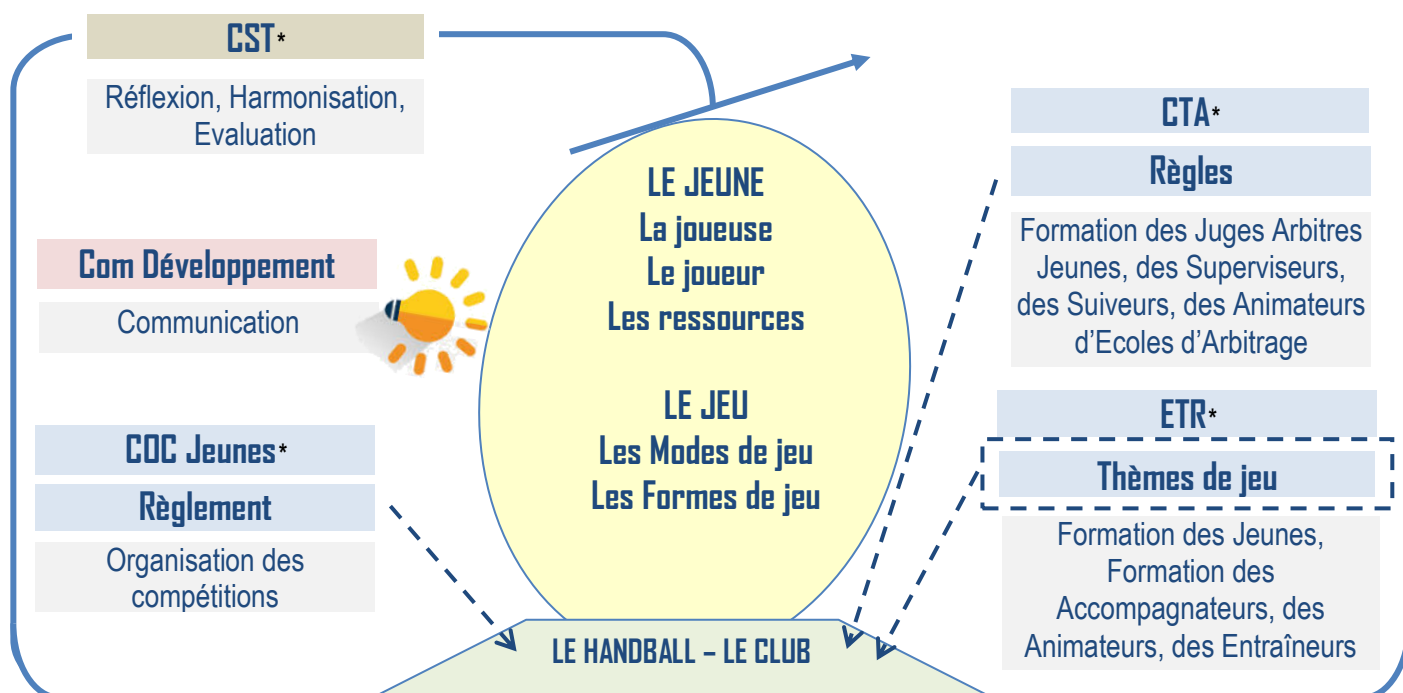 CST*
Réflexion, Harmonisation,
Evaluation
Com Développement
Communication
COC Jeunes*
Règlement
Organisation des
compétitions
LE JEUNE
La joueuse
Le joueur
Les ressources
LE JEU
Les Modes de jeu
Les Formes de jeu
LE HANDBALL – LE CLUB
CTA*
Règles
Formation des Juges Arbitres
Jeunes, des Superviseurs,
des Suiveurs, des Animateurs
d’Ecoles d’Arbitrage
ETR*
Thèmes de jeu
Formation des Jeunes,
Formation des
Accompagnateurs, des
Animateurs, des Entraîneurs